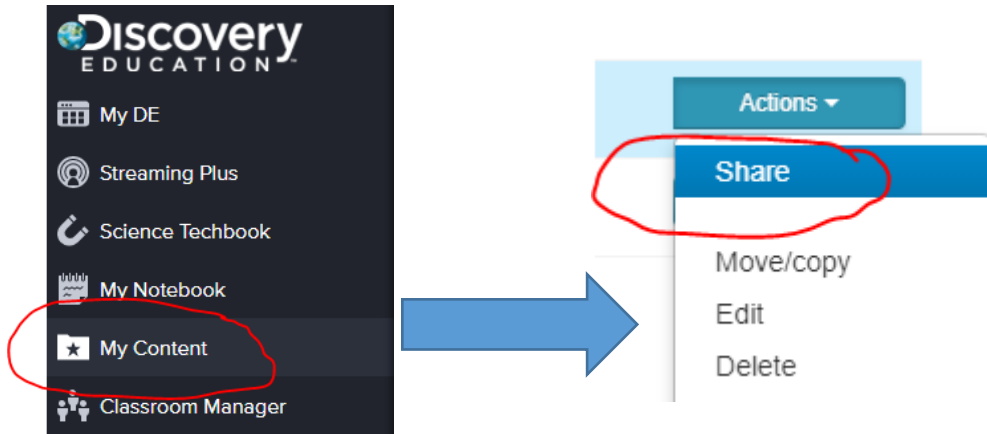 DISCOVERY
EDUCATION™
My DE
Streaming Plus
Science Techbook
My Notebook
My Content
Classroom Manager
Actions
Share
Move/copy
Edit
Delete